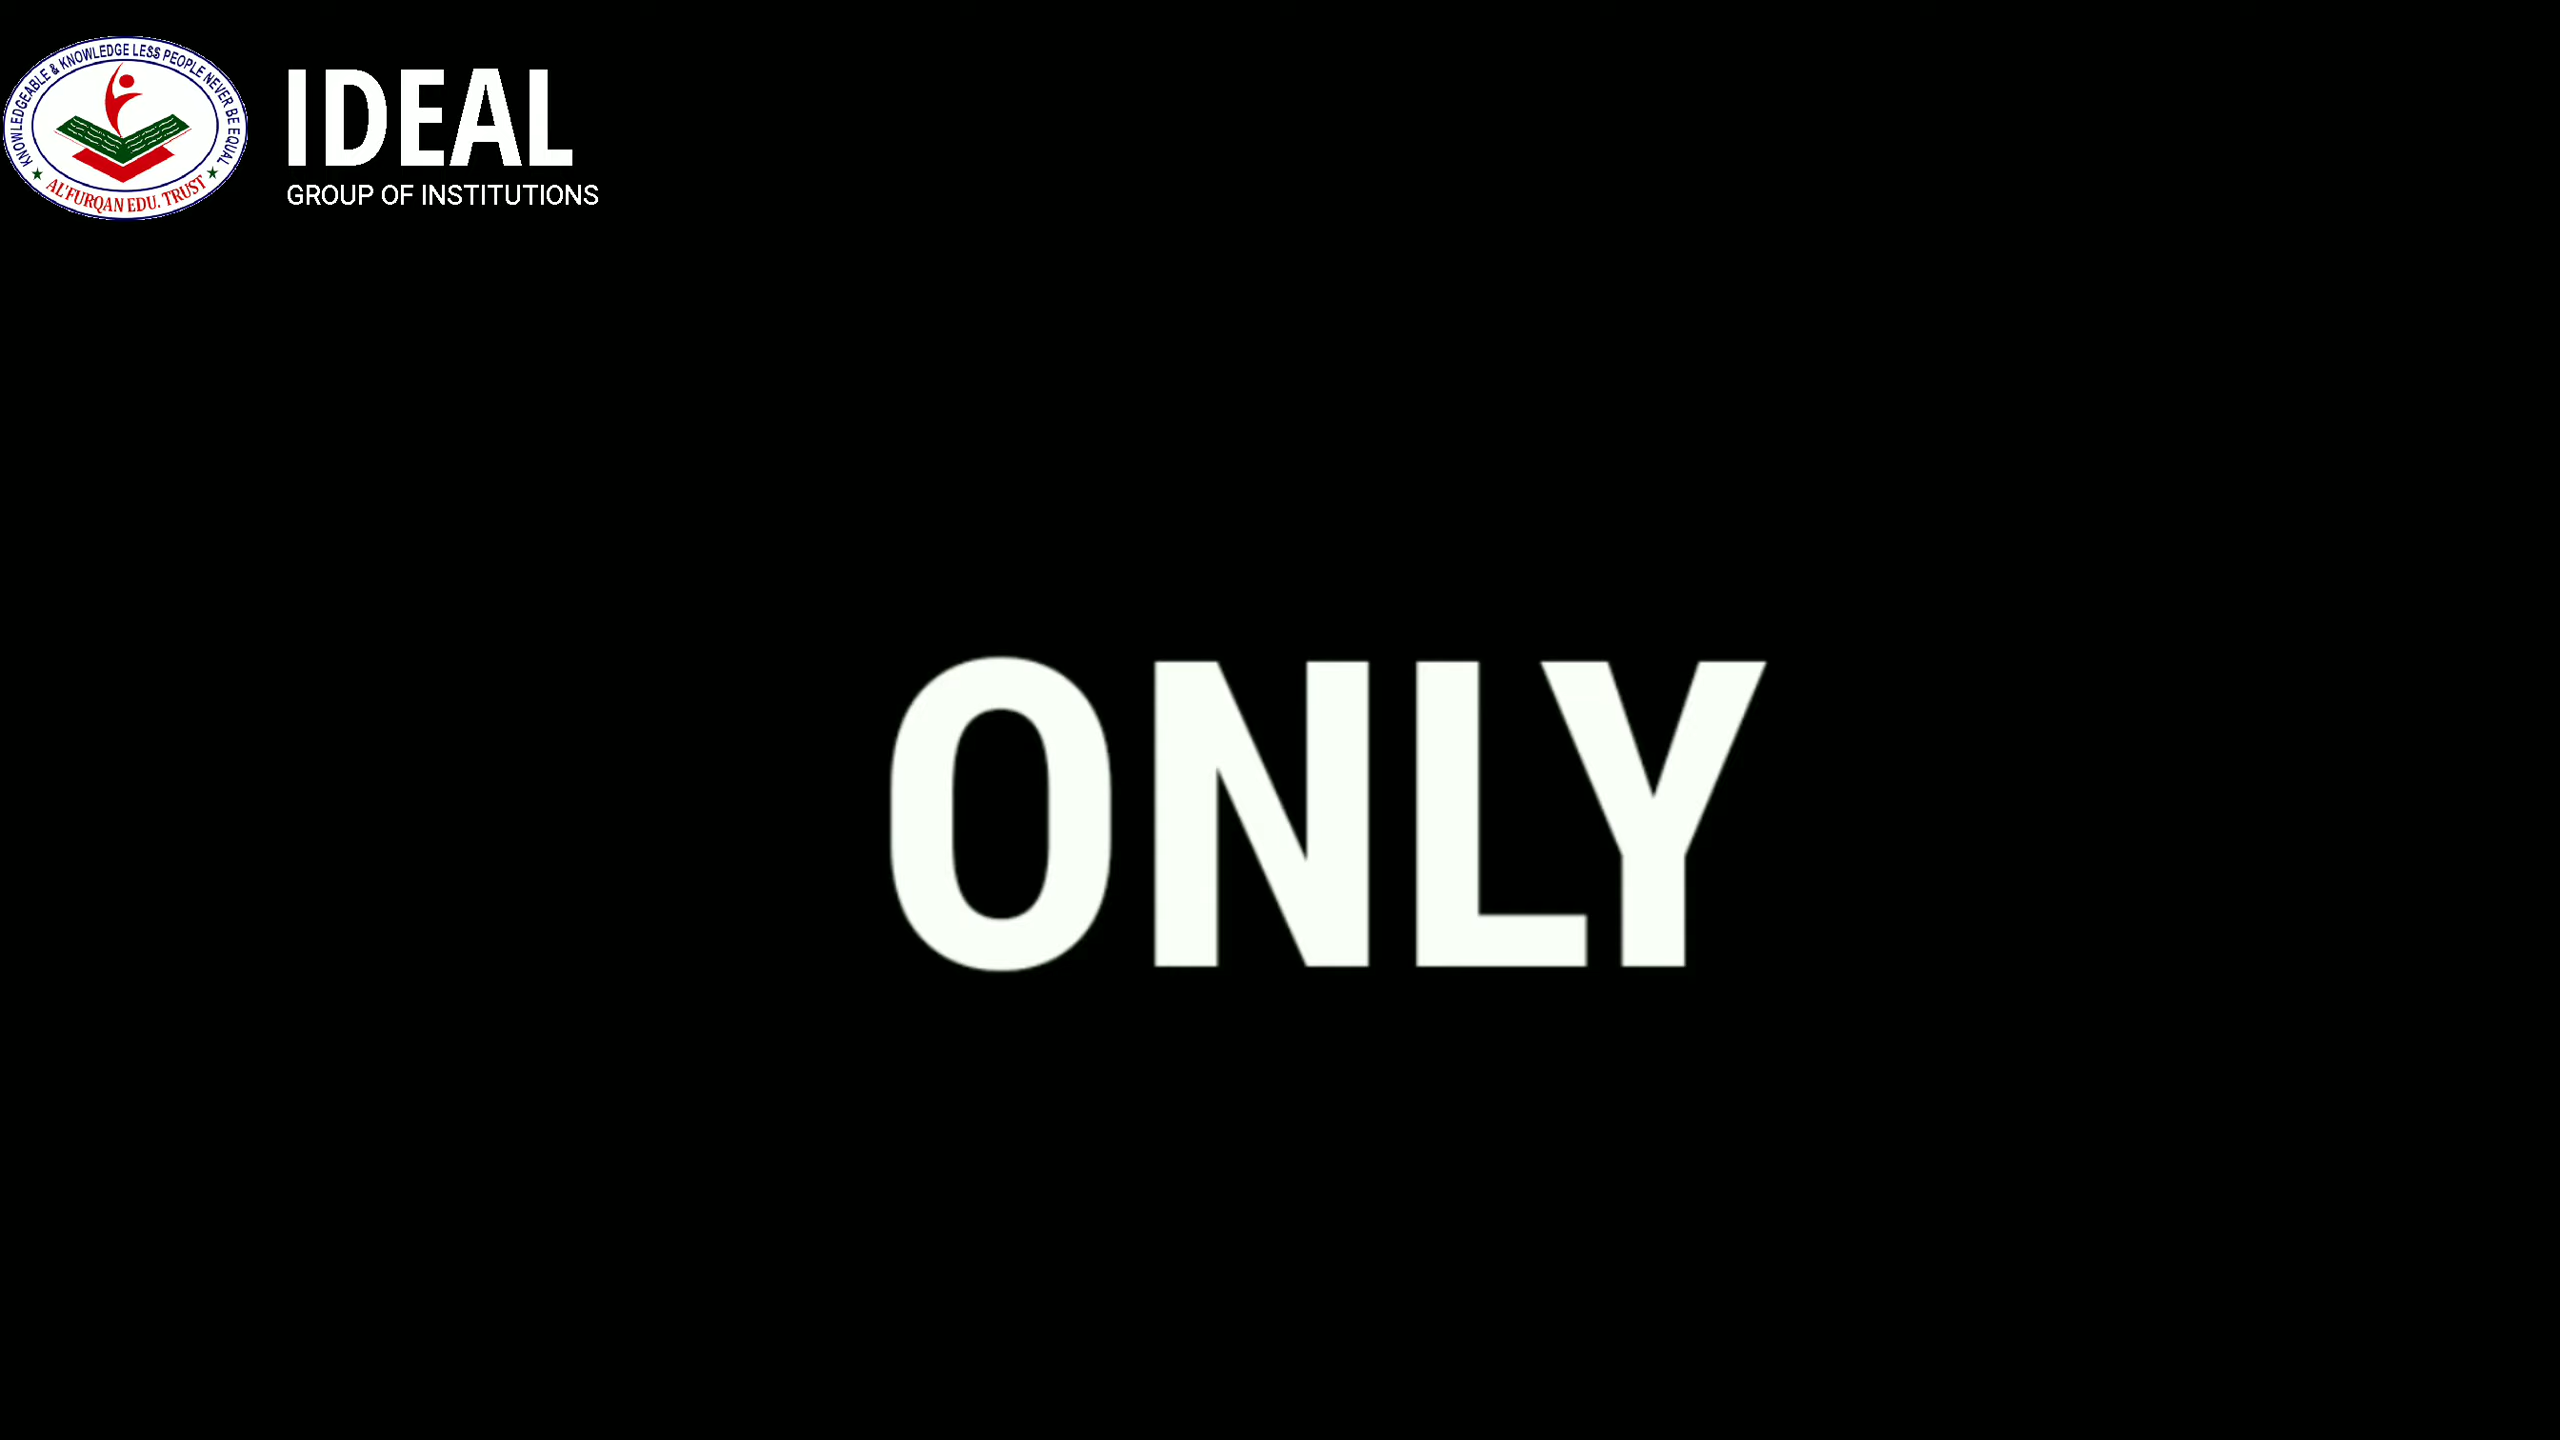 KNOWLEDGEABLE & KNOWLEDGE LESS PEOPLE NEVER BE EQUAL
AL'FURQAN EDU. TRUST
IDEAL
GROUP OF INSTITUTIONS
ONLY